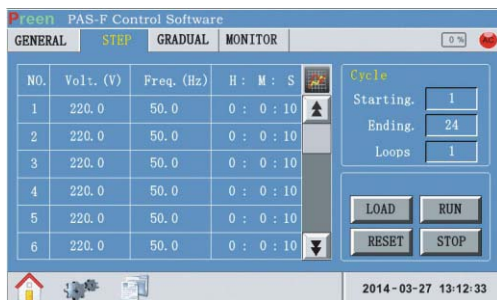 Preen PAS-F Control Software
GENERAL STEP GRADUAL MONITOR 0 % AC
NO. Volt. (V) Freq. (Hz) H : M : S
1 220.0 50.0 0 : 0 : 10
2 220.0 50.0 0 : 0 : 10
3 220.0 50.0 0 : 0 : 10
4 220.0 50.0 0 : 0 : 10
5 220.0 50.0 0 : 0 : 10
6 220.0 50.0 0 : 0 : 10
Cycle
Starting. 1
Ending. 24
Loops 1
LOAD RUN
RESET STOP
2014-03-27 13:12:33